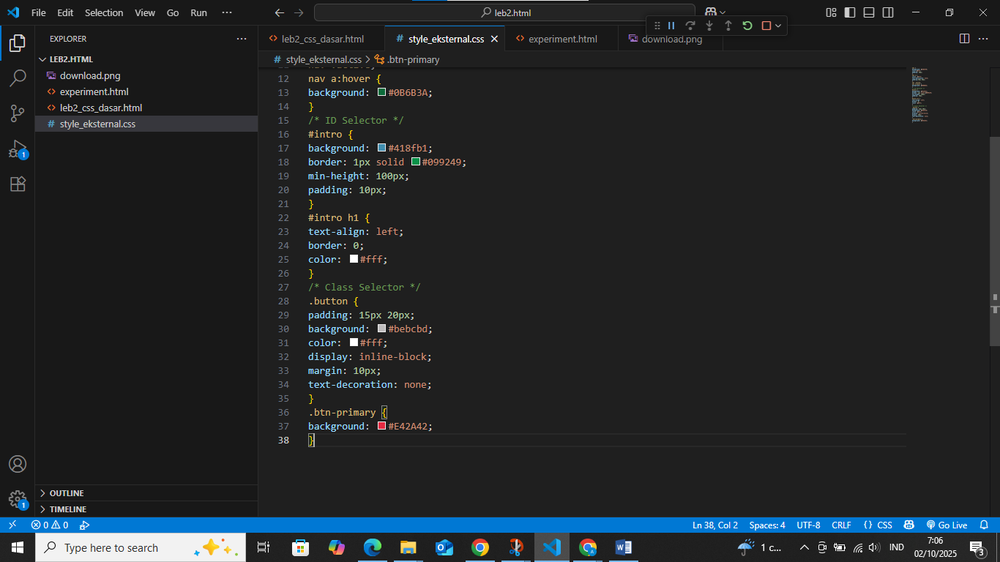 File Edit Selection View Go Run ···
leb2.html
EXPLORER ···
LEB2.HTML
download.png
<> experiment.html
<> leb2_css_dasar.html
# style_eksternal.css
OUTLINE
TIMELINE
<> leb2_css_dasar.html
# style_eksternal.css
<> experiment.html
download.png
# style_eksternal.css > .btn-primary
12 nav a:hover {
13 background: #0B6B3A;
14 }
15 /* ID Selector */
16 #intro {
17 background: #418fb1;
18 border: 1px solid #099249;
19 min-height: 100px;
20 padding: 10px;
21 }
22 #intro h1 {
23 text-align: left;
24 border: 0;
25 color: #fff;
26 }
27 /* Class Selector */
28 .button {
29 padding: 15px 20px;
30 background: #bebcbd;
31 color: #fff;
32 display: inline-block;
33 margin: 10px;
34 text-decoration: none;
35 }
36 .btn-primary {
37 background: #E42A42;
38 }
1
1
0 0
Ln 38, Col 2 Spaces: 4 UTF-8 CRLF {} CSS Go Live
Type here to search
1 c...
IND
7:06
02/10/2025
3